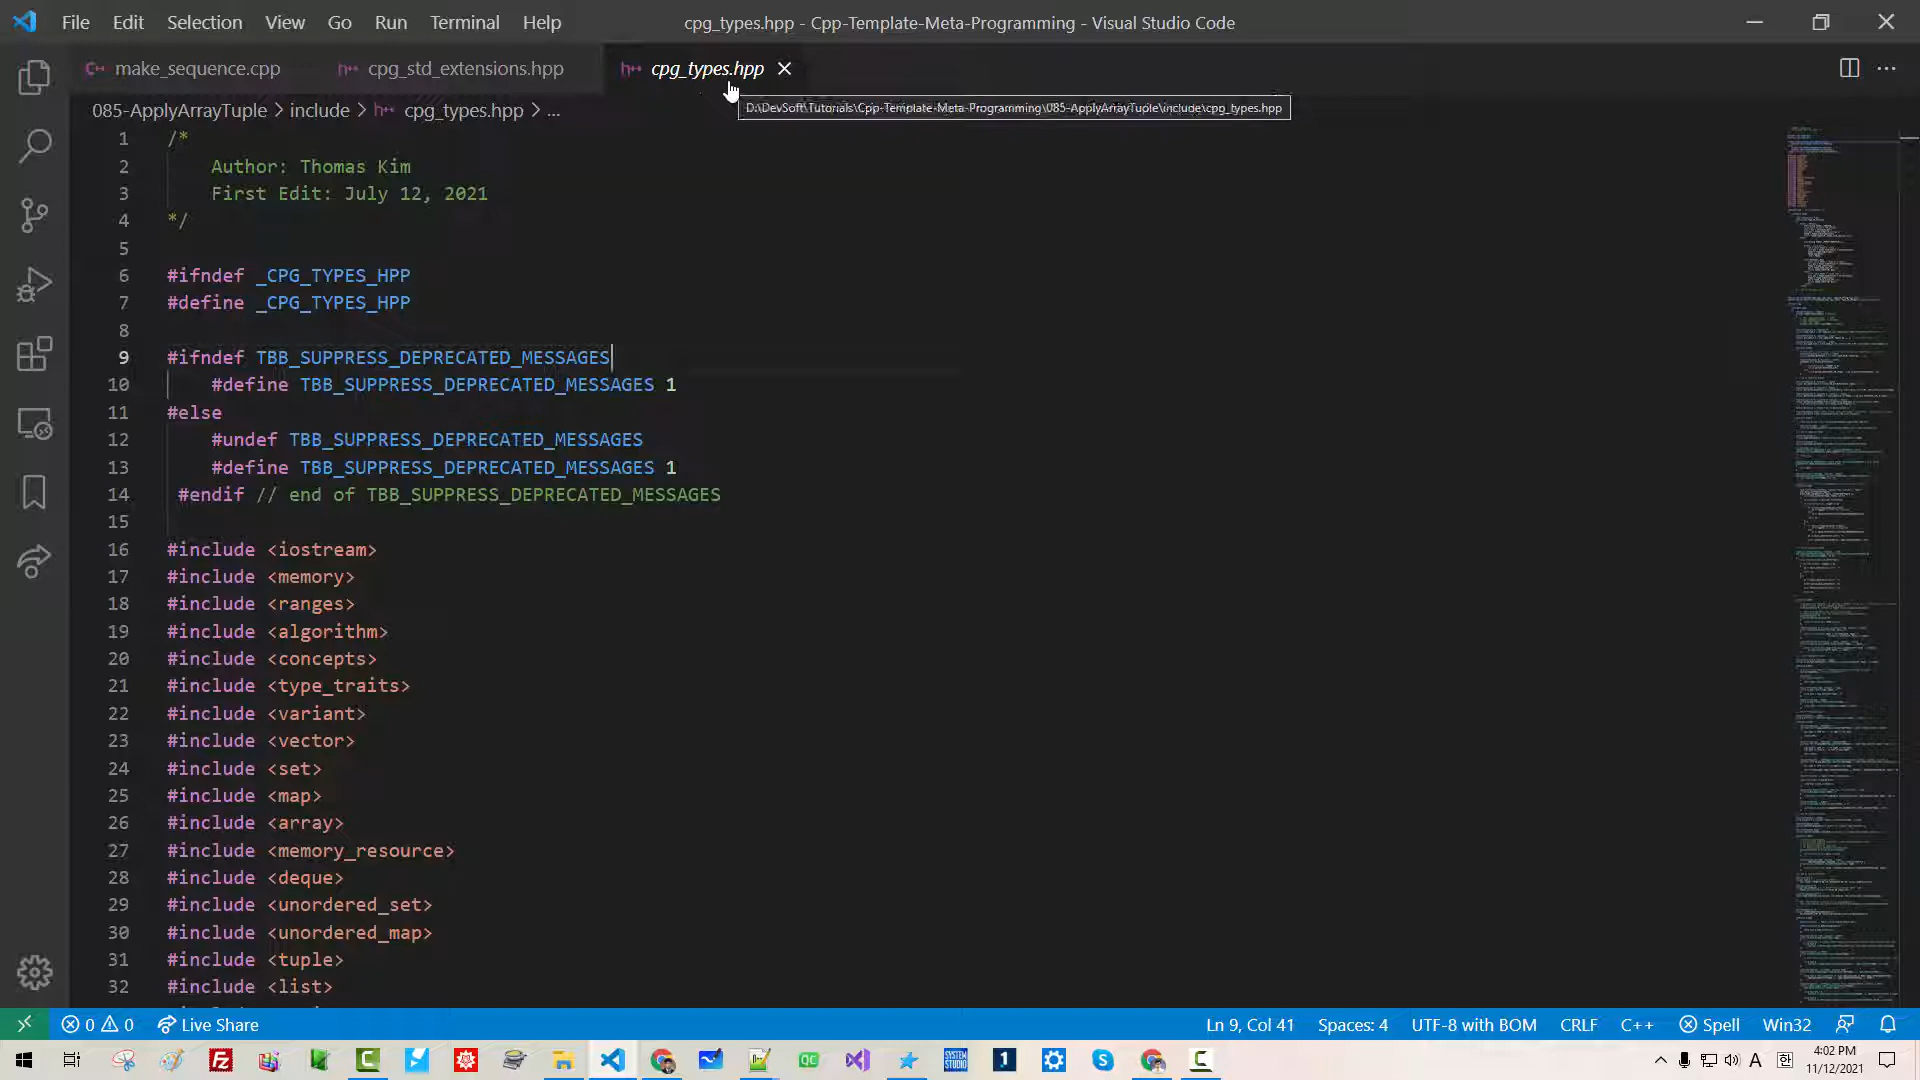 File Edit Selection View Go Run Terminal Help cpg_types.hpp - Cpp-Template-Meta-Programming - Visual Studio Code
make_sequence.cpp cpg_std_extensions.hpp cpg_types.hpp
D:\DevSoft\Tutorials\Cpp-Template-Meta-Programming\085-ApplyArrayTuple\include\cpg_types.hpp
085-ApplyArrayTuple > include > cpg_types.hpp > ...
1 /*
2 Author: Thomas Kim
3 First Edit: July 12, 2021
4 */
5
6 #ifndef _CPG_TYPES_HPP
7 #define _CPG_TYPES_HPP
8
9 #ifndef TBB_SUPPRESS_DEPRECATED_MESSAGES
10 #define TBB_SUPPRESS_DEPRECATED_MESSAGES 1
11 #else
12 #undef TBB_SUPPRESS_DEPRECATED_MESSAGES
13 #define TBB_SUPPRESS_DEPRECATED_MESSAGES 1
14 #endif // end of TBB_SUPPRESS_DEPRECATED_MESSAGES
15
16 #include <iostream>
17 #include <memory>
18 #include <ranges>
19 #include <algorithm>
20 #include <concepts>
21 #include <type_traits>
22 #include <variant>
23 #include <vector>
24 #include <set>
25 #include <map>
26 #include <array>
27 #include <memory_resource>
28 #include <deque>
29 #include <unordered_set>
30 #include <unordered_map>
31 #include <tuple>
32 #include <list>
0 0 Live Share Ln 9, Col 41 Spaces: 4 UTF-8 with BOM CRLF C++ Spell Win32
SYSTEM STUDIO
A 한 4:02 PM
11/12/2021